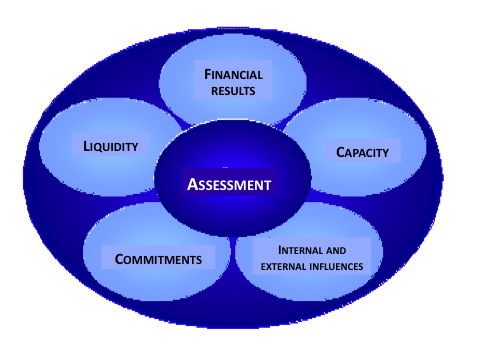 FINANCIAL
RESULTS
LIQUIDITY
CAPACITY
ASSESSMENT
COMMITMENTS
INTERNAL AND
EXTERNAL INFLUENCES